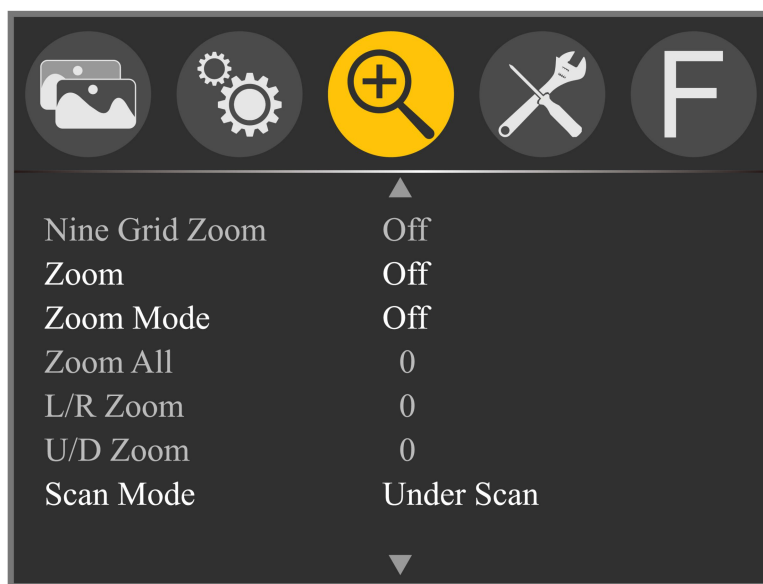 F
Nine Grid Zoom Off
Zoom Off
Zoom Mode Off
Zoom All 0
L/R Zoom 0
U/D Zoom 0
Scan Mode Under Scan